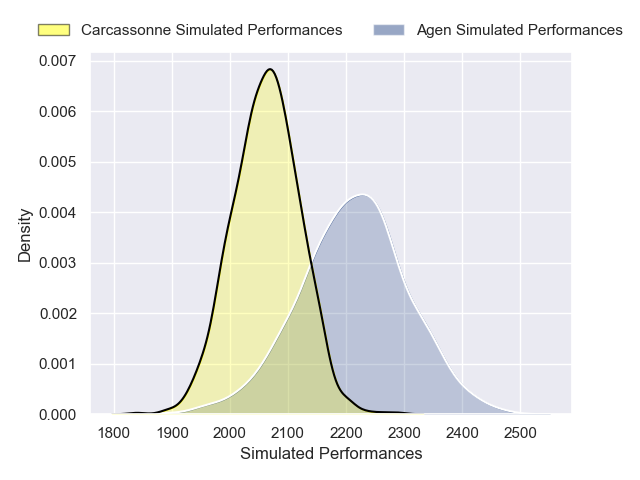 Carcassonne Simulated Performances Agen Simulated Performances
0.007
0.006
0.005
0.004
0.003
0.002
0.001
0.000
Density
1800 1900 2000 2100 2200 2300 2400 2500
Simulated Performances